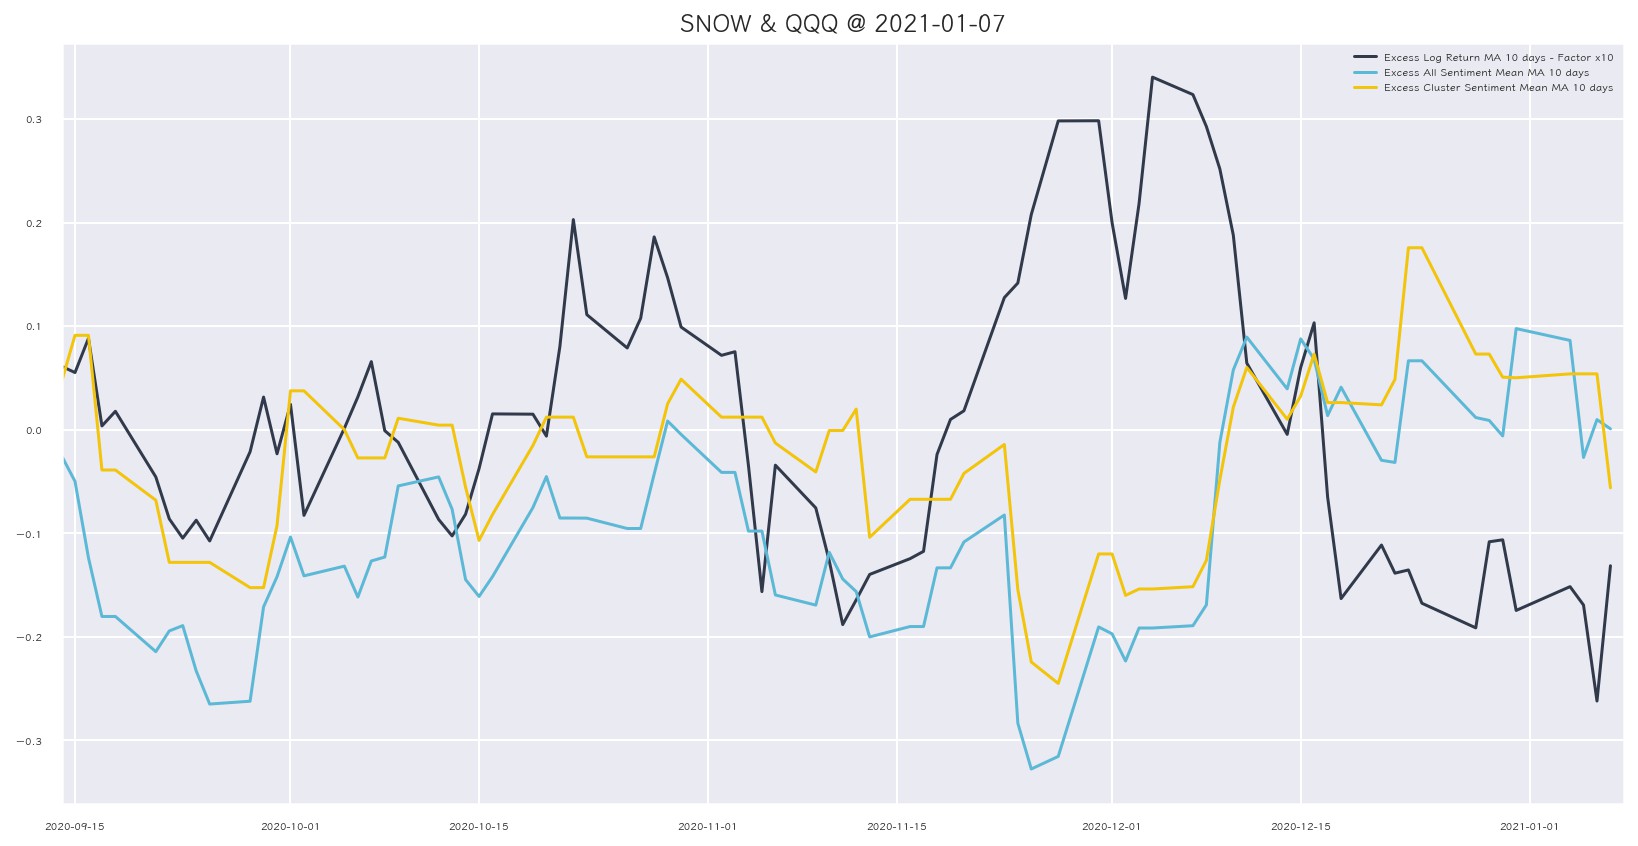 SNOW & QQQ @ 2021-01-07
Excess Log Return MA 10 days - Factor x10
Excess All Sentiment Mean MA 10 days
Excess Cluster Sentiment Mean MA 10 days
0.3
0.2
0.1
0.0
−0.1
−0.2
−0.3
2020-09-15 2020-10-01 2020-10-15 2020-11-01 2020-11-15 2020-12-01 2020-12-15 2021-01-01